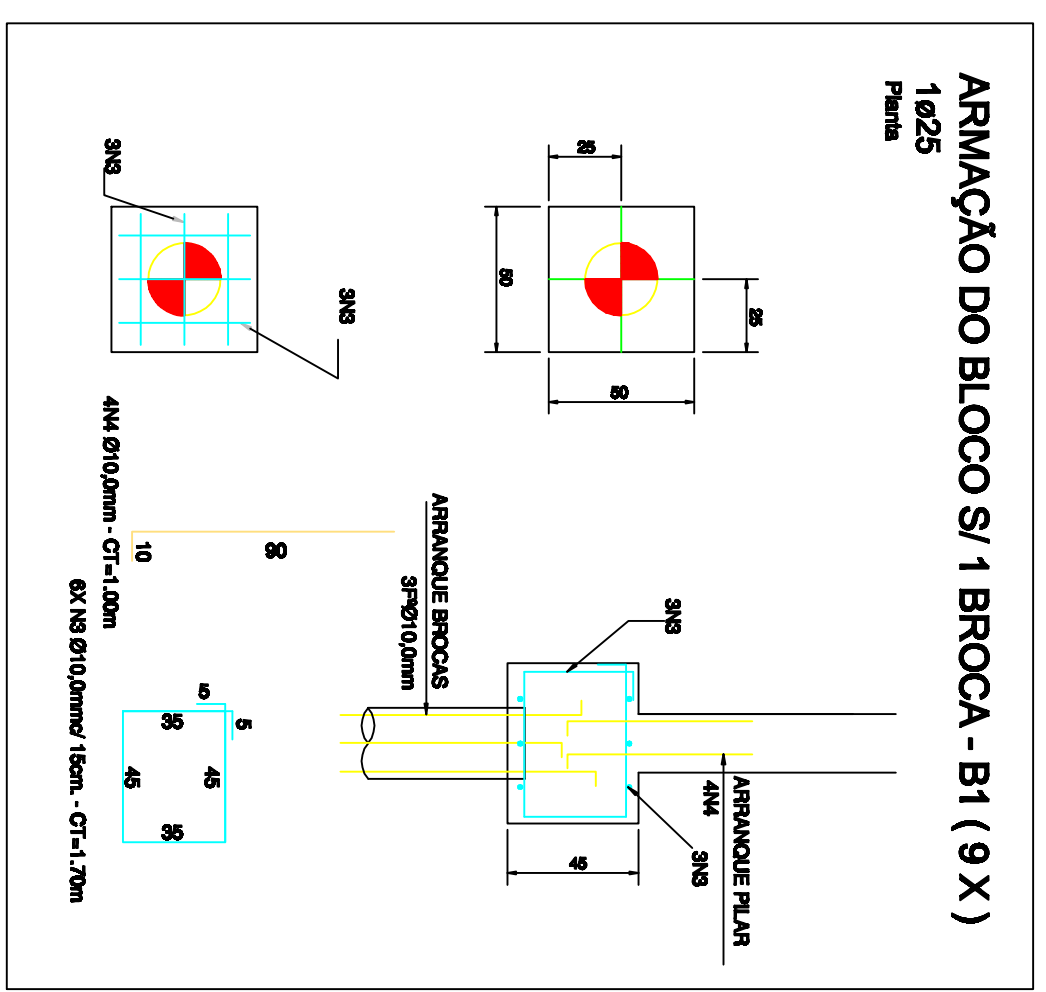 ARMAÇÃO DO BLOCO S/ 1 BROCA - B1 ( 9 X )
1ø25
Planta
25
50
25
50
3N3
3N3
4N4 Ø10,0mm - CT=1.00m
10
90
6X N3 Ø10,0mmc/ 15cm. - CT=1.70m
5
5
35
45
45
35
ARRANQUE BROCAS
3FºØ10,0mm
3N3
ARRANQUE PILAR
4N4
3N3
45